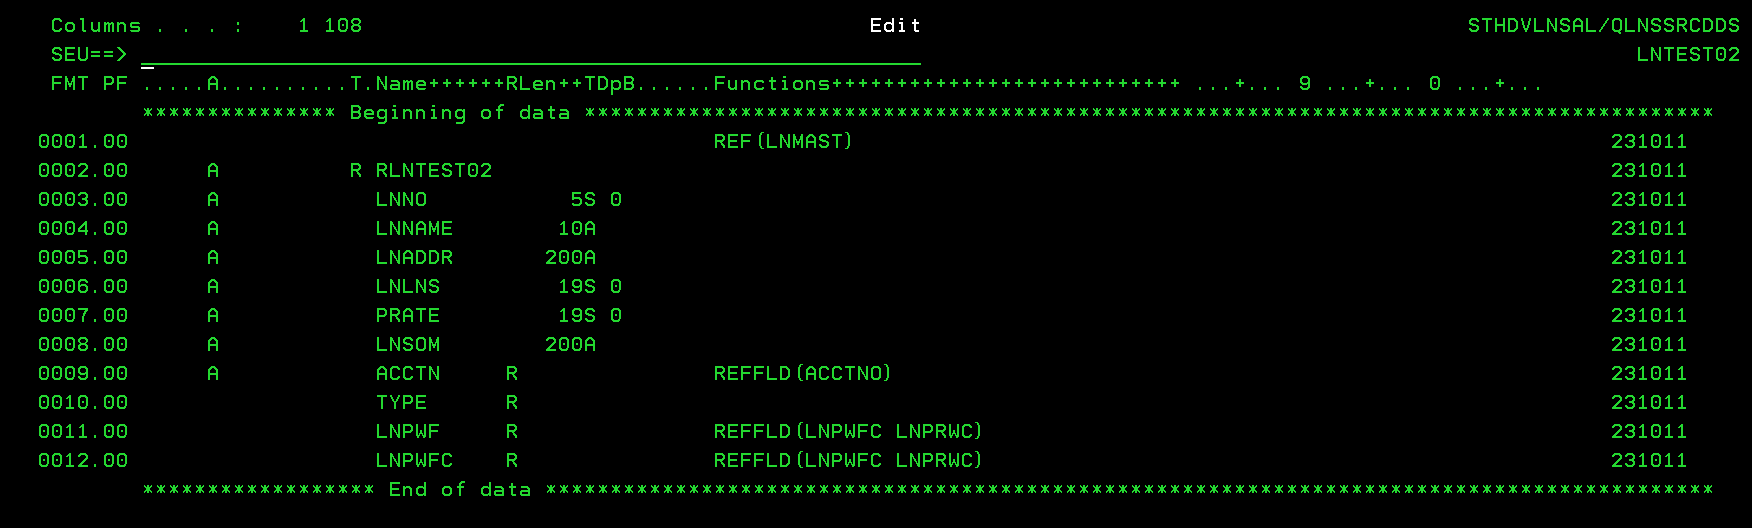 Columns . . . :    1 108                                        Edit                                           STHDVLNSAL/QLNSSRCDDS
SEU==>                                                                                                                      LNTEST02
FMT PF .....A..........T.Name++++++RLen++TDpB......Functions+++++++++++++++++++++++++++ ...+... 9 ...+... 0 ...+...
*************** Beginning of data ***************************************************************************************
0001.00                                              REF(LNMAST)                                                           231011
0002.00      A          R RLNTEST02                                                                                       231011
0003.00      A            LNNO           5S 0                                                                             231011
0004.00      A            LNNAME        10A                                                                               231011
0005.00      A            LNADDR       200A                                                                               231011
0006.00      A            LNLNS         19S 0                                                                             231011
0007.00      A            PRATE         19S 0                                                                             231011
0008.00      A            LNSOM        200A                                                                               231011
0009.00      A            ACCTN     R               REFFLD(ACCTNO)                                                        231011
0010.00                   TYPE      R                                                                                     231011
0011.00                   LNPWF     R               REFFLD(LNPWFC LNPRWC)                                                 231011
0012.00                   LNPWFC    R               REFFLD(LNPWFC LNPRWC)                                                 231011
****************** End of data ******************************************************************************************